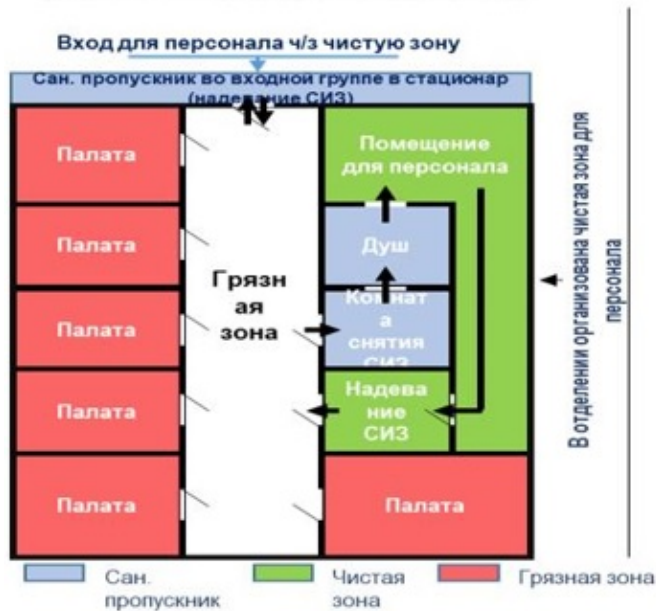 Вход для персонала ч/з чистую зону
Сан. пропускник во входной группе в стационар
(надевание СИЗ)
Палата
Помещение
для персонала
Палата
Душ
Грязн
ая
зона
Палата
Комнат
а
снятия
СИЗ
Палата
Надева
ние
СИЗ
Палата
Палата
В отделении организована чистая зона для
персонала
Сан.
пропускник
Чистая
зона
Грязная зона